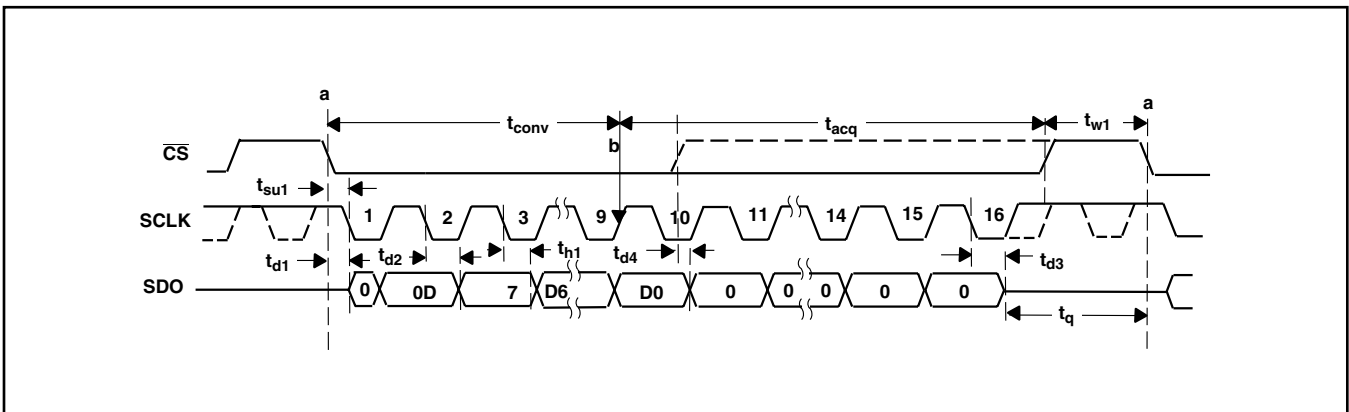 a a
tconv tacq tw1
b
CS
tsu1
SCLK 1 2 3 9 10 11 14 15 16
td1 td2 th1 td4 td3
SDO 0 0D 7 D6 D0 0 0 0 0 0
tq